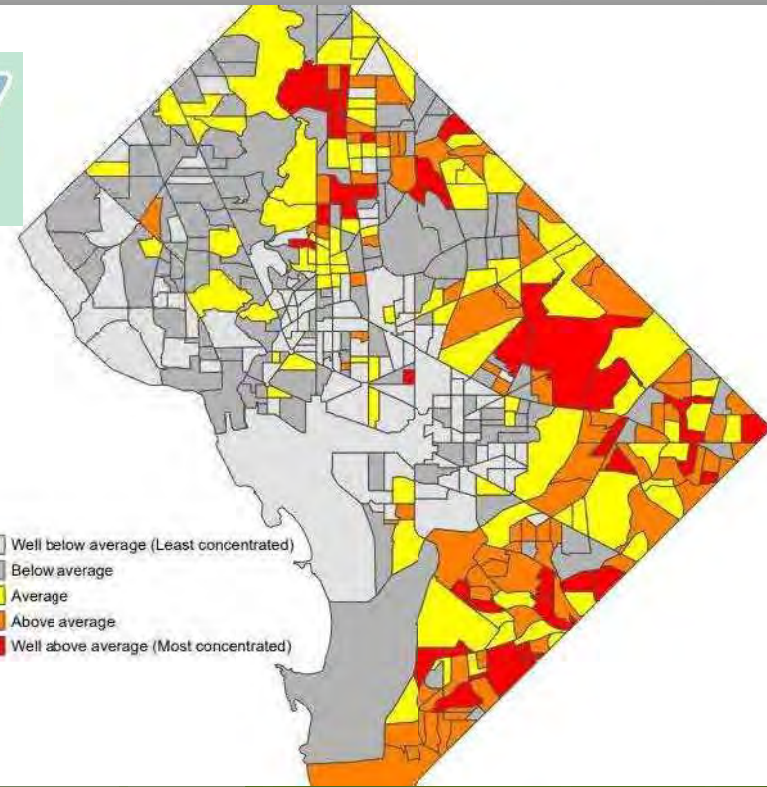 Well below average (Least concentrated)
Below average
Average
Above average
Well above average (Most concentrated)